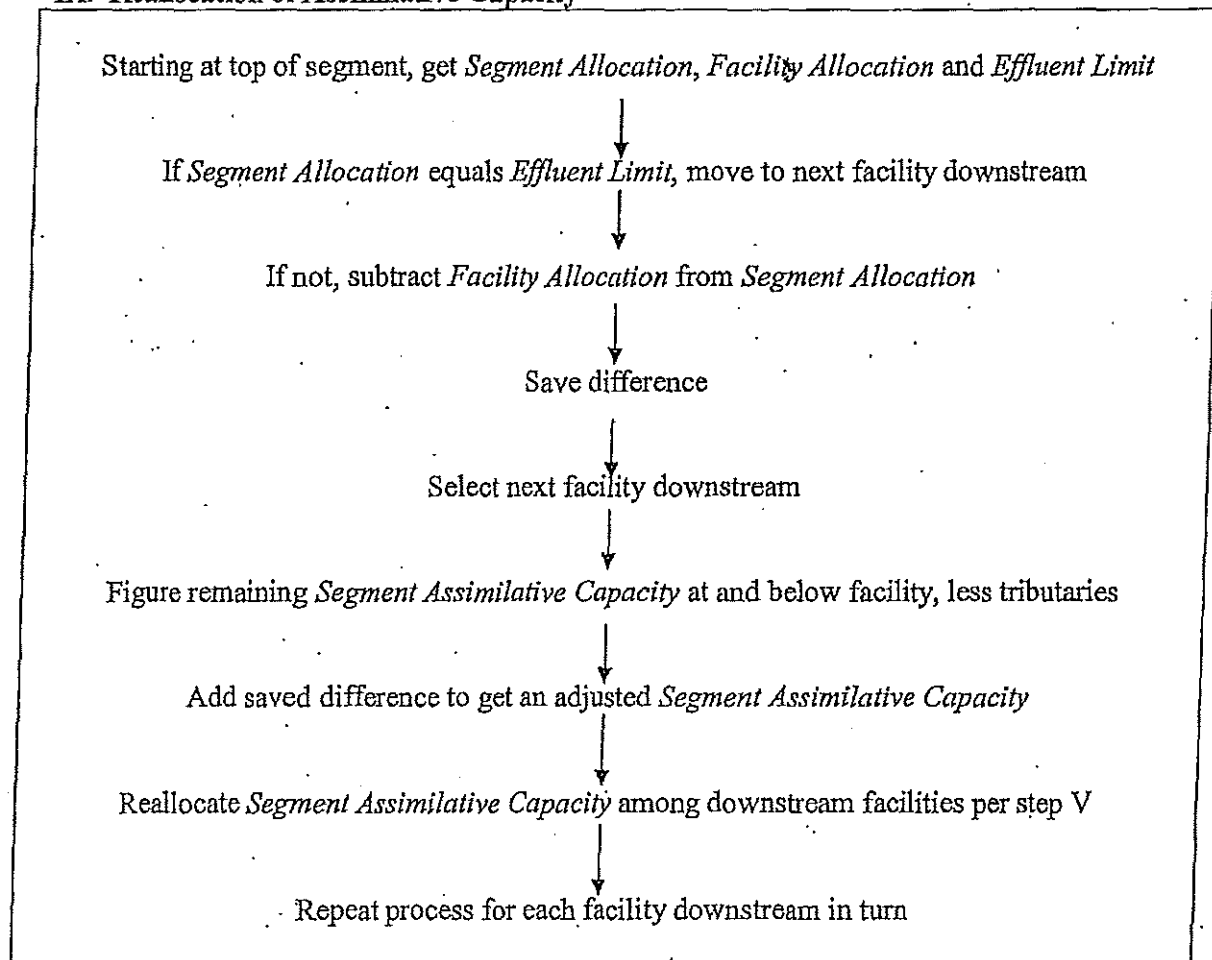 Reallocation of Assimilative Capacity
Starting at top of segment, get Segment Allocation, Facility Allocation and Effluent Limit
If Segment Allocation equals Effluent Limit, move to next facility downstream
If not, subtract Facility Allocation from Segment Allocation
Save difference
Select next facility downstream
Figure remaining Segment Assimilative Capacity at and below facility, less tributaries
Add saved difference to get an adjusted Segment Assimilative Capacity
Reallocate Segment Assimilative Capacity among downstream facilities per step V
Repeat process for each facility downstream in turn